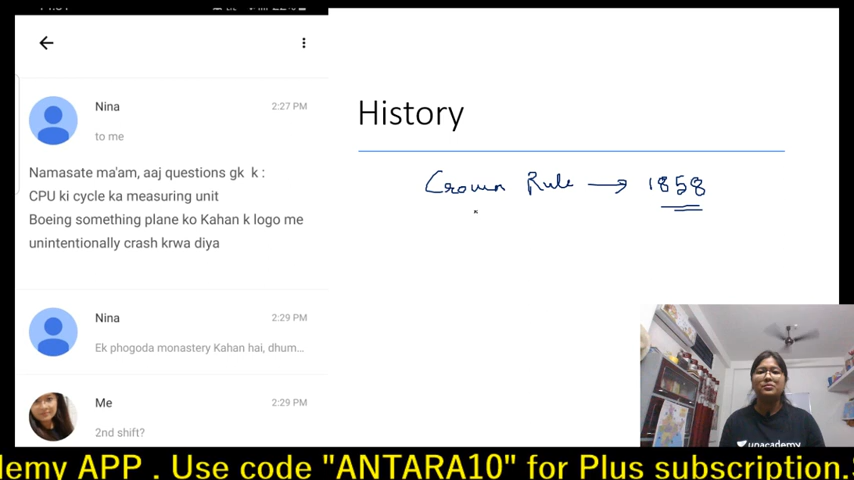 Nina
2:27 PM
to me
Namasate ma'am, aaj questions gk k :
CPU ki cycle ka measuring unit
Boeing something plane ko Kahan k logo me
unintentionally crash krwa diya
Nina
2:29 PM
Ek phogoda monastery Kahan hai, dhum...
Me
2:29 PM
2nd shift?
History
Crown Rule → 1858
unacademy
demy APP . Use code "ANTARA10" for Plus subscription.